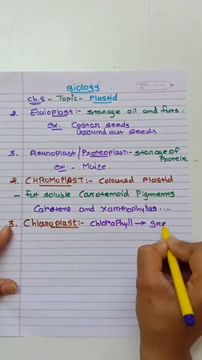 Biology
Ch.8 - Topic - Plastid
2. Elaioplast:- storage oil and fats.
ex. Castor seeds
Ground nut seeds
3. Aleuroplast/Proteoplast:- storage of
Protein
ex:- Maize.
2. CHROMOPLAST:- Coloured Plastid
- fat soluble Carotenoid Pigments
Carotene and xanthophylls....
3. Chloroplast:- Chlorophyll → gre